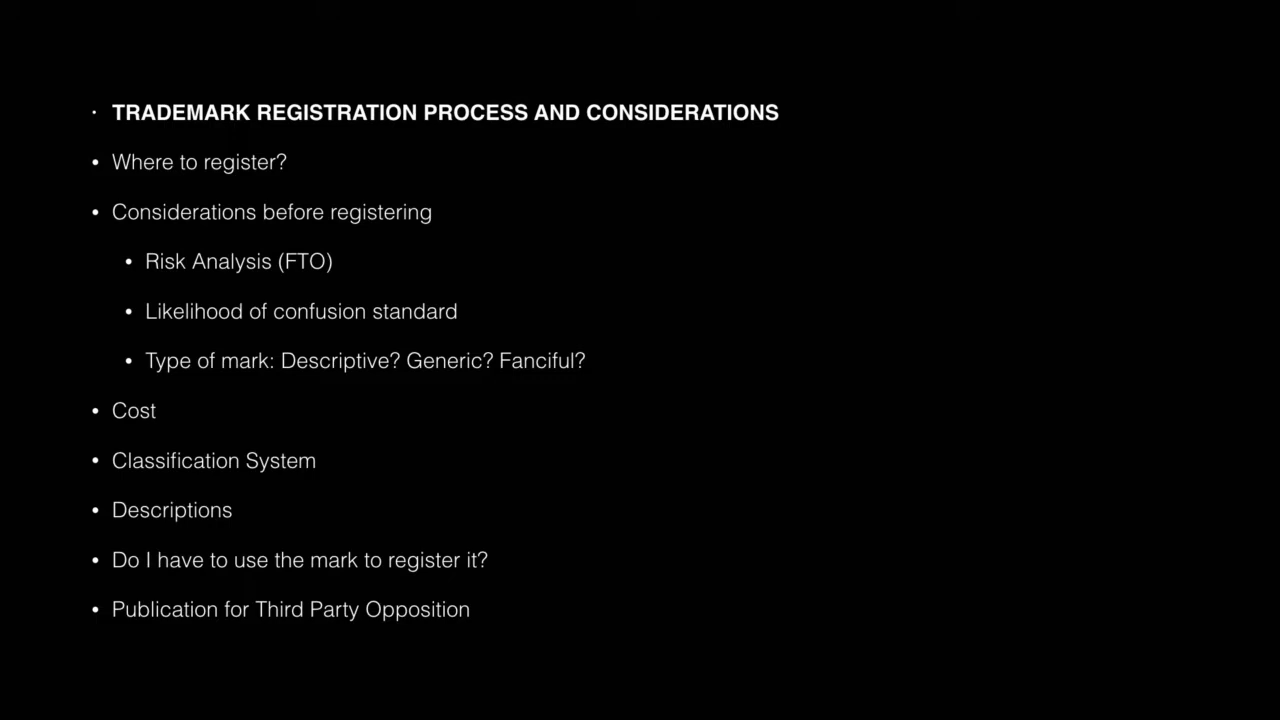 • TRADEMARK REGISTRATION PROCESS AND CONSIDERATIONS
• Where to register?
• Considerations before registering
• Risk Analysis (FTO)
• Likelihood of confusion standard
• Type of mark: Descriptive? Generic? Fanciful?
• Cost
• Classification System
• Descriptions
• Do I have to use the mark to register it?
• Publication for Third Party Opposition